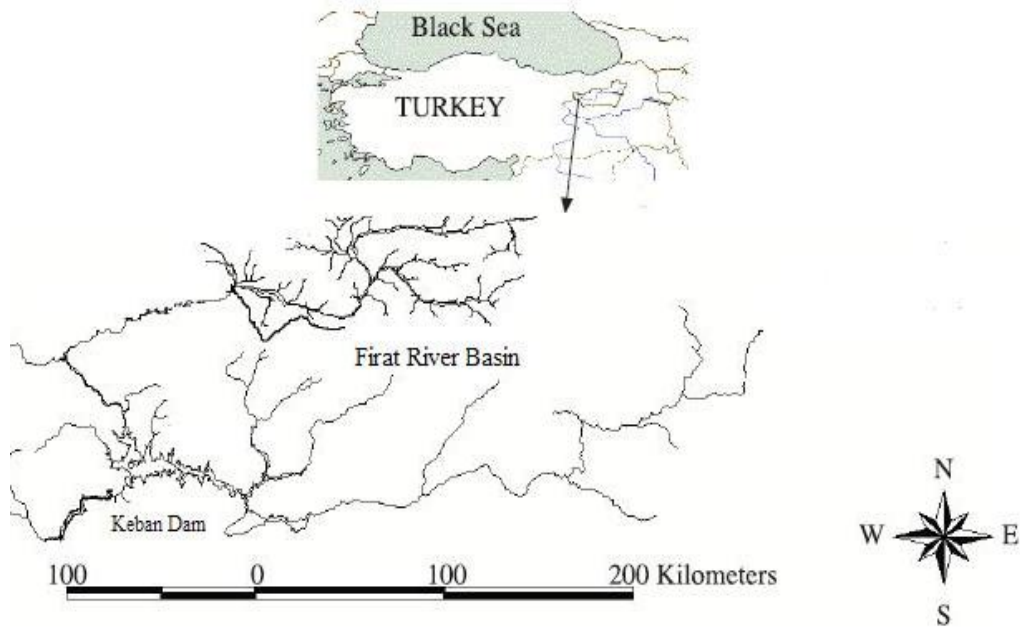 Black Sea
TURKEY
Firat River Basin
Keban Dam
N
W E
S
100 0 100 200 Kilometers